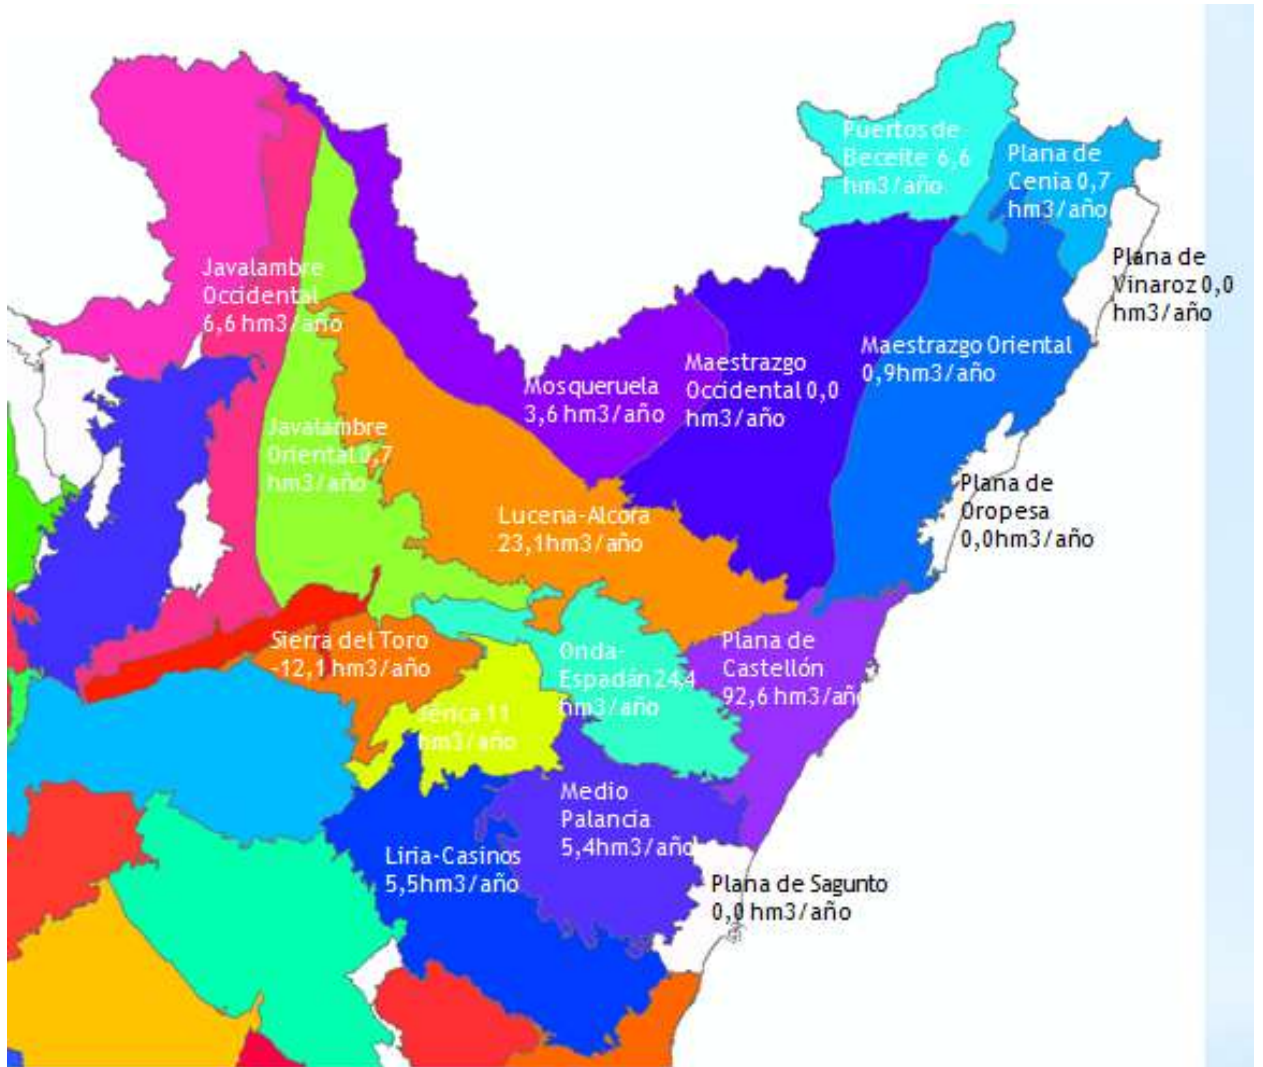 Puertos de
Beceite 6,6
hm3/año
Plana de
Cenia 0,7
hm3/año
Plana de
Vinaroz 0,0
hm3/año
Javalambre
Occidental
6,6 hm3/año
Maestrazgo Oriental
0,9hm3/año
Maestrazgo
Occidental 0,0
hm3/año
Mosqueruela
3,6 hm3/año
Javalambre
Oriental 0,7
hm3/año
Plana de
Oropesa
0,0hm3/año
Lucena-Alcora
23,1hm3/año
Sierra del Toro
-12,1 hm3/año
Onda-
Espadán 24,4
hm3/año
Plana de
Castellón
92,6 hm3/año
Jérica 11
hm3/año
Medio
Palancia
5,4hm3/año
Liria-Casinos
5,5hm3/año
Plana de Sagunto
0,0 hm3/año